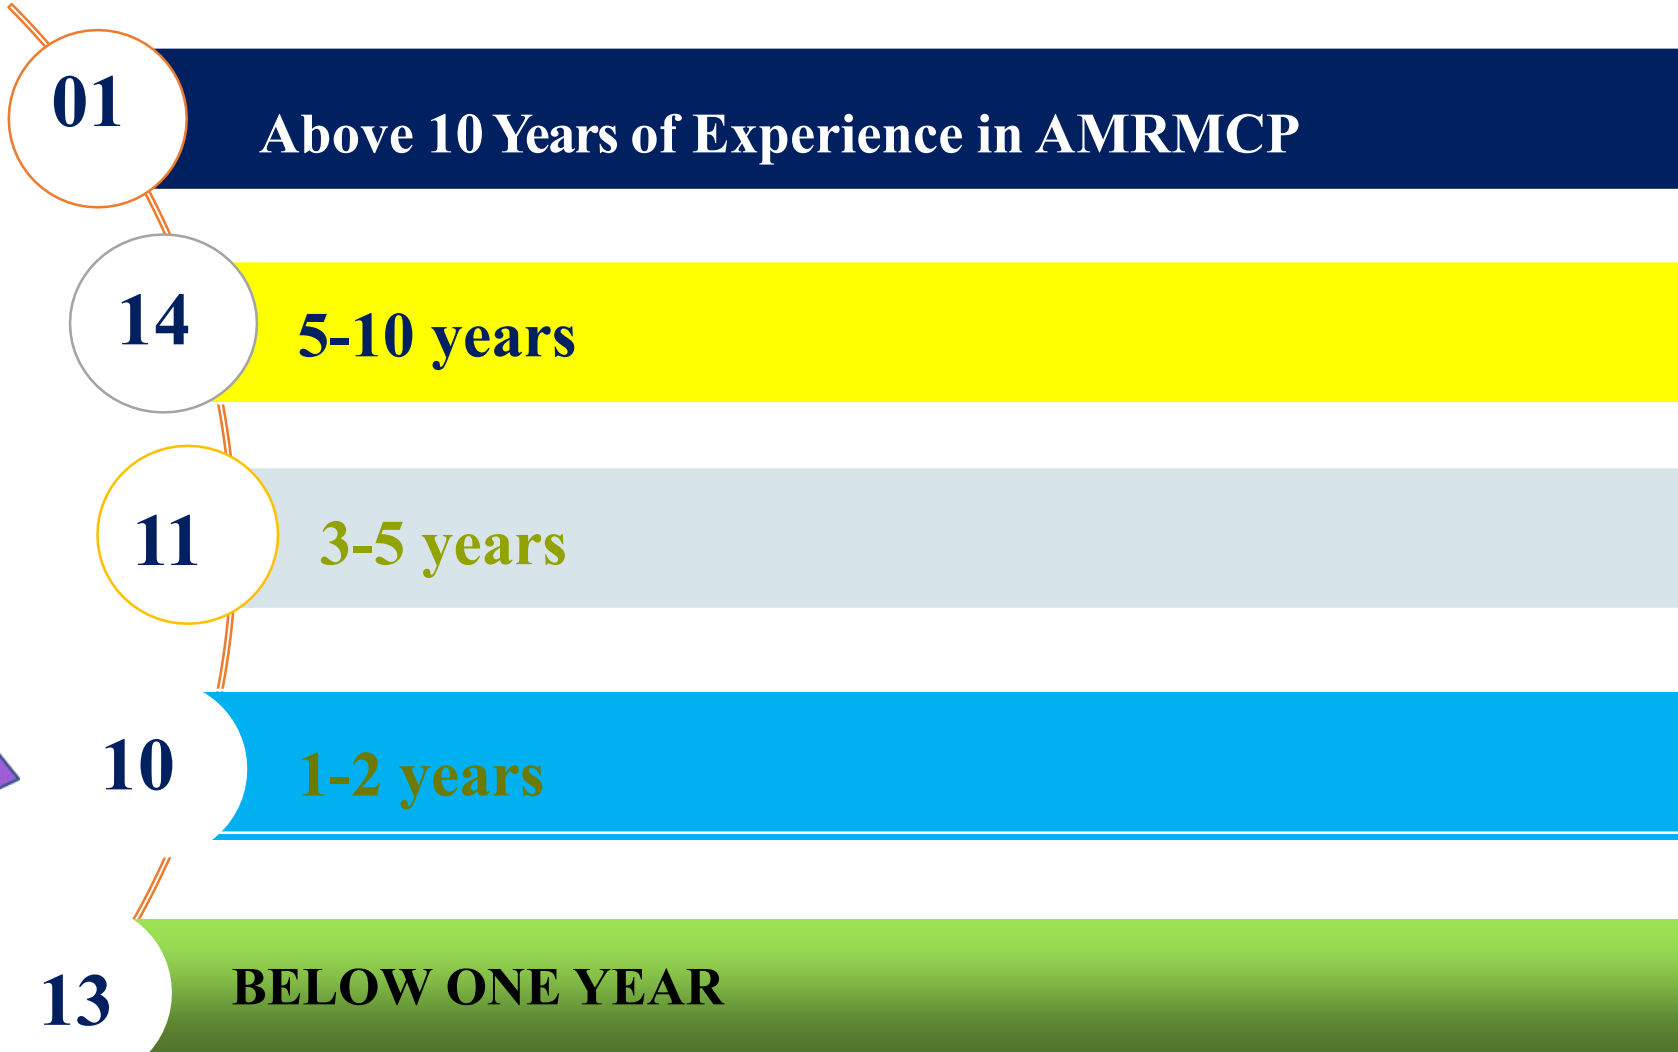 01
Above 10 Years of Experience in AMRMCP
14
5-10 years
11
3-5 years
10
1-2 years
13
BELOW ONE YEAR